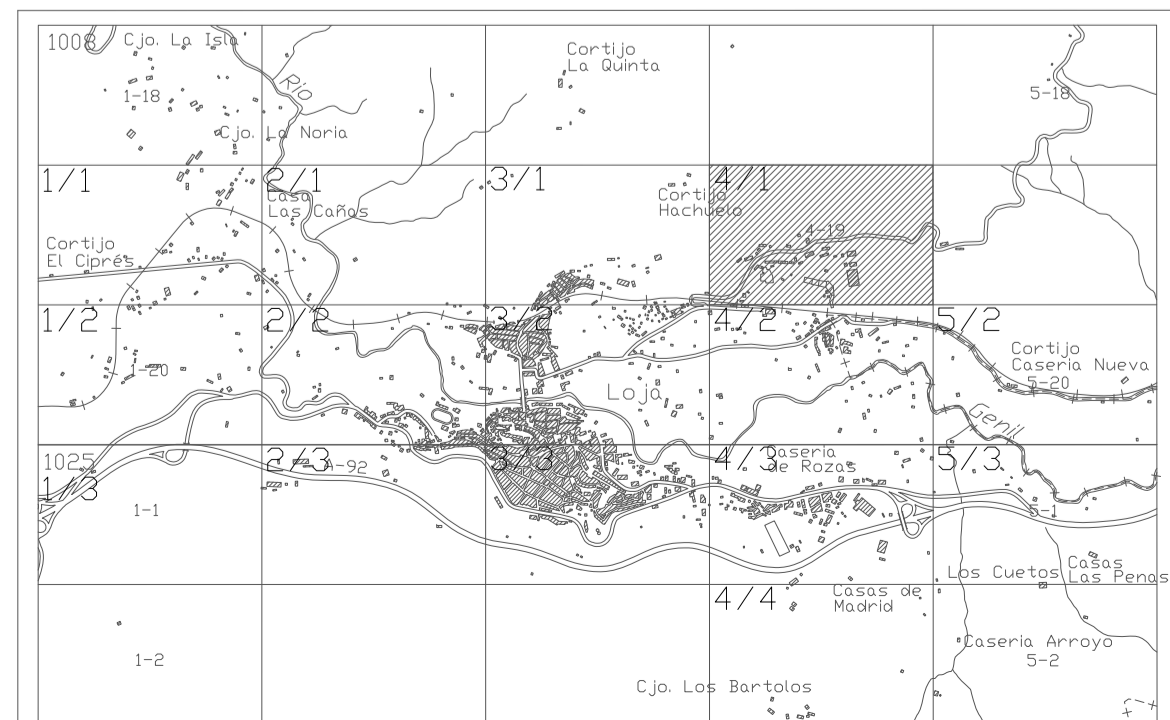 1008
Cjo. La Isla
Cortijo
La Quinta
Río
1-18
5-18
Cjo. La Noria
1/1
2/1
3/1
4/1
Casa
Las Cañas
Cortijo
Hachuelo
4-19
Cortijo
El Ciprés
1/2
2/2
3/2
4/2
5/2
Cortijo
Caseria Nueva
1-20
5-20
Loja
Genil
1025
2/3
A-92
3/3
4/3
Caseria
de Rozas
5/3
1/3
1-1
5-1
Los Cuetos
Casas
Las Penas
4/4
Casas de
Madrid
Caseria Arroyo
1-2
5-2
Cjo. Los Bartolos